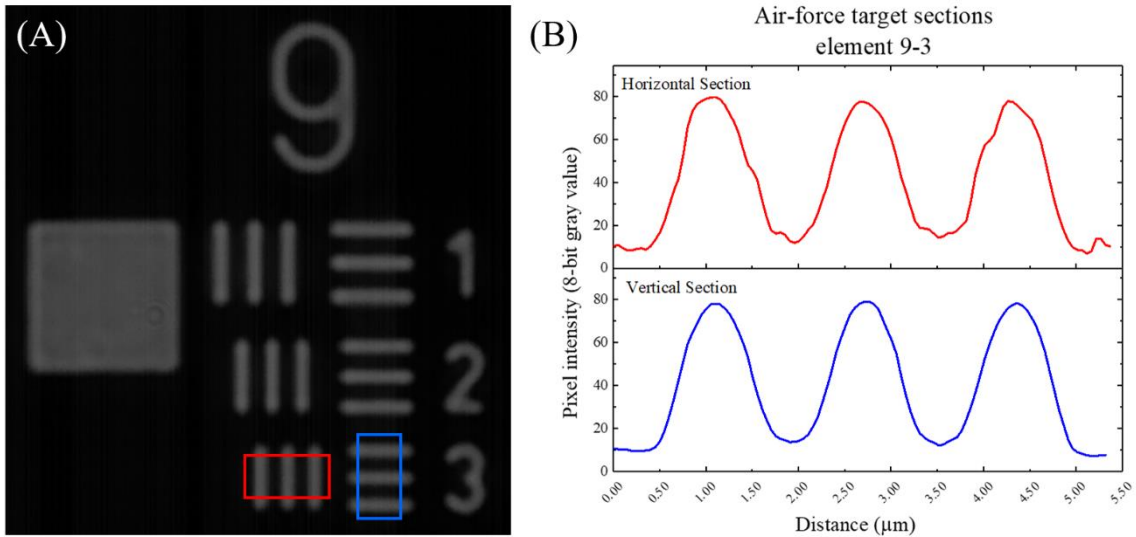 (A)
9
1
2
3
(B)
Air-force target sections
element 9-3
Horizontal Section
80
60
40
20
0
Vertical Section
80
60
40
20
0
Pixel intensity (8-bit gray value)
0.00 0.50 1.00 1.50 2.00 2.50 3.00 3.50 4.00 4.50 5.00 5.50
Distance (µm)